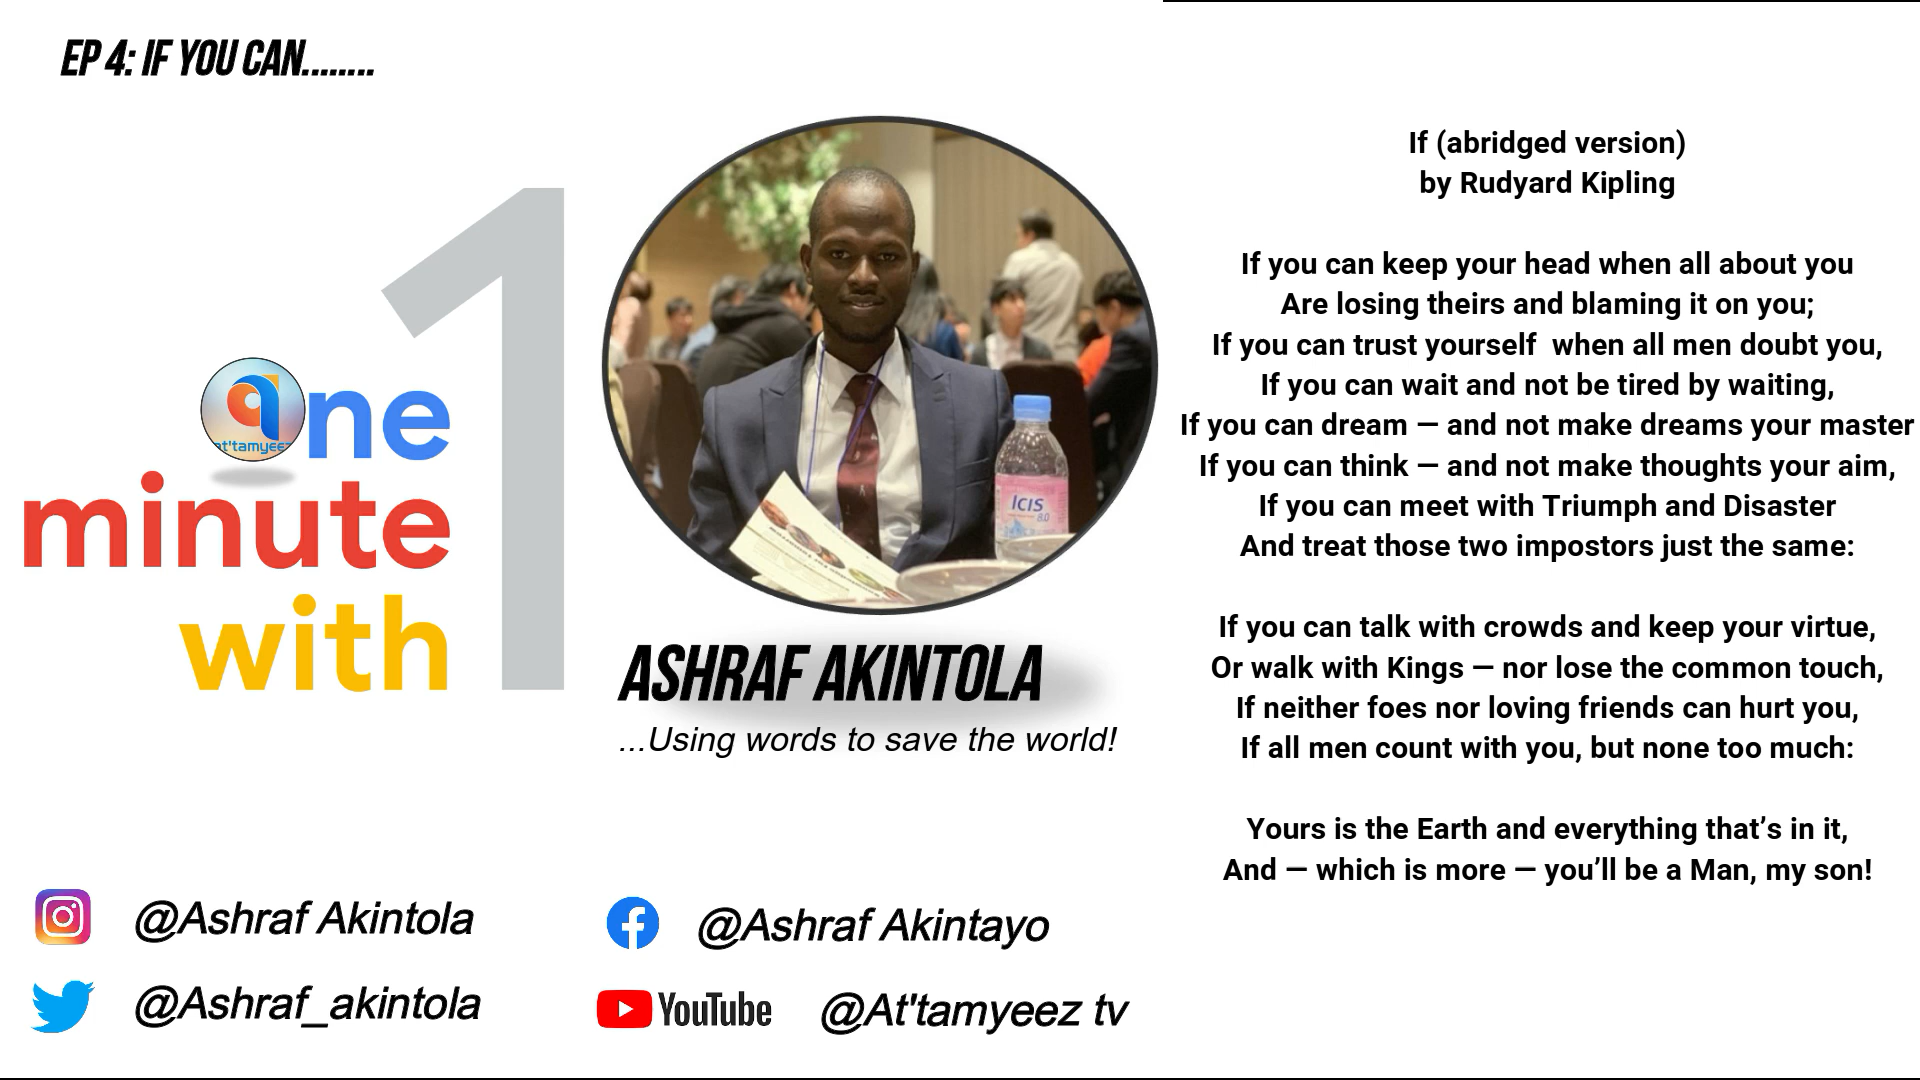 EP 4: IF YOU CAN........
1
at'tamyeez
ne
minute
with
ICIS
8.0
ASHRAF AKINTOLA
...Using words to save the world!
@Ashraf Akintola
@Ashraf Akintayo
@Ashraf_akintola
YouTube @At'tamyeez tv
If (abridged version)
by Rudyard Kipling
If you can keep your head when all about you
Are losing theirs and blaming it on you;
If you can trust yourself when all men doubt you,
If you can wait and not be tired by waiting,
If you can dream — and not make dreams your master
If you can think — and not make thoughts your aim,
If you can meet with Triumph and Disaster
And treat those two impostors just the same:
If you can talk with crowds and keep your virtue,
Or walk with Kings — nor lose the common touch,
If neither foes nor loving friends can hurt you,
If all men count with you, but none too much:
Yours is the Earth and everything that’s in it,
And — which is more — you’ll be a Man, my son!